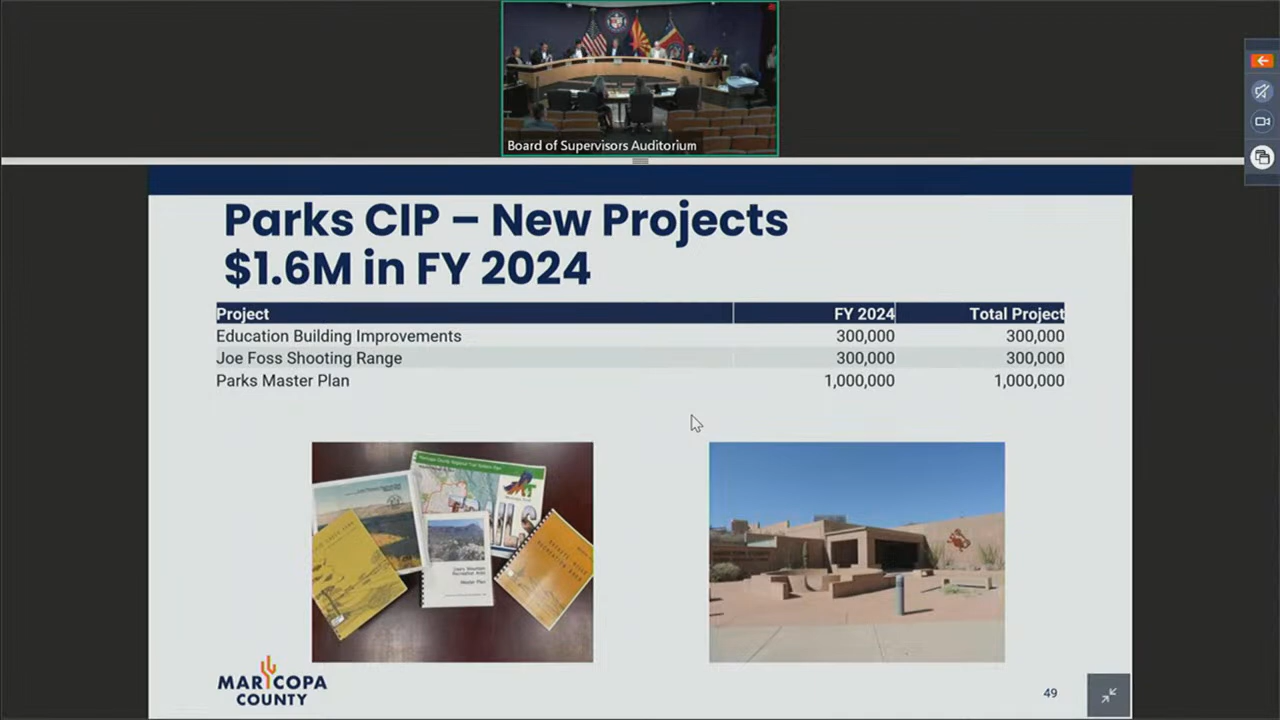 Board of Supervisors Auditorium
Parks CIP – New Projects
$1.6M in FY 2024
Project FY 2024 Total Project
Education Building Improvements 300,000 300,000
Joe Foss Shooting Range 300,000 300,000
Parks Master Plan 1,000,000 1,000,000
Master Plan
MARICOPA
COUNTY
49